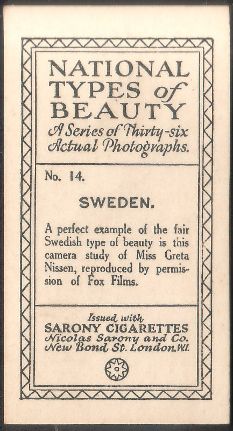 NATIONAL
TYPES of
BEAUTY
A Series of Thirty-six
Actual Photographs.
No. 14.
SWEDEN.
A perfect example of the fair
Swedish type of beauty is this
camera study of Miss Greta
Nissen, reproduced by permis-
sion of Fox Films.
Issued with
SARONY CIGARETTES
Nicolas Sarony and Co.
New Bond St. London, W.1.